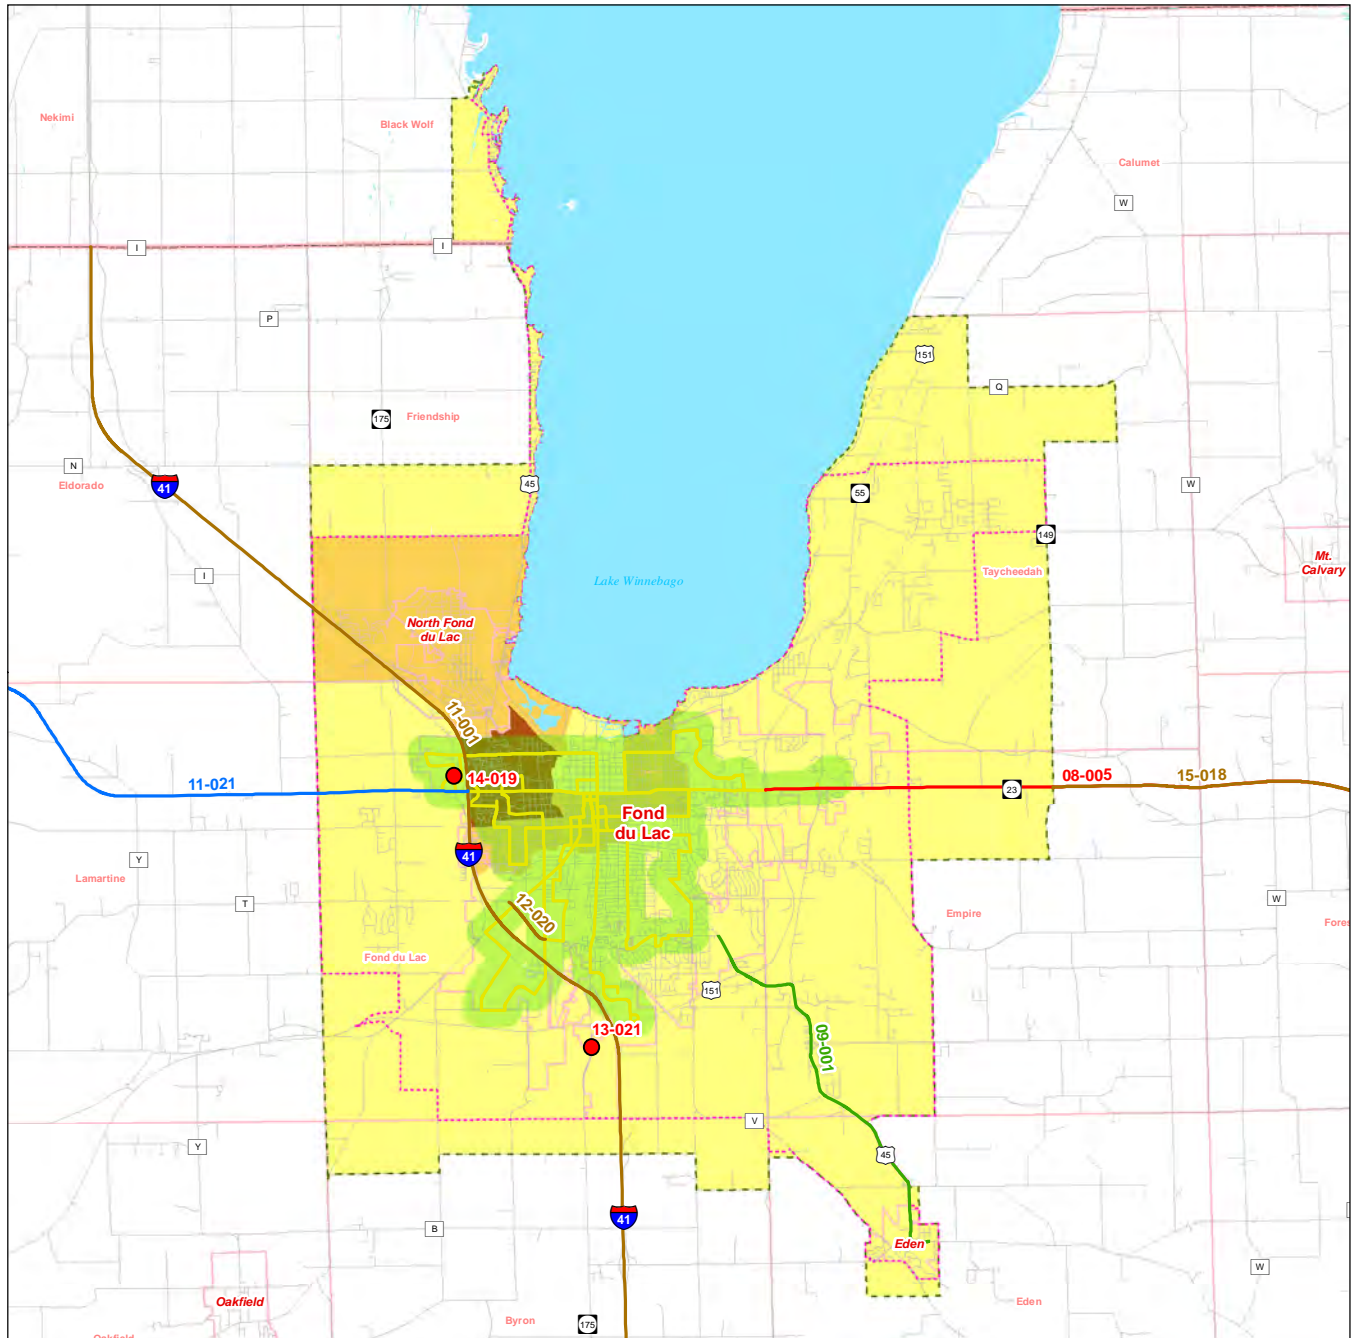 Nekimi
Black Wolf
Calumet
W
I
I
P
151
Q
175
Friendship
N
Eldorado
41
45
55
W
149
Mt.
Calvary
I
Lake Winnebago
Taycheedah
North Fond
du Lac
11-001
11-021
14-019
08-005
15-018
23
Fond
du Lac
41
Y
Lamartine
T
12-020
W
Empire
Fores
Fond du Lac
151
13-021
09-001
V
Y
45
41
B
Eden
W
Oakfield
Eden
Byron
175
Oakfield